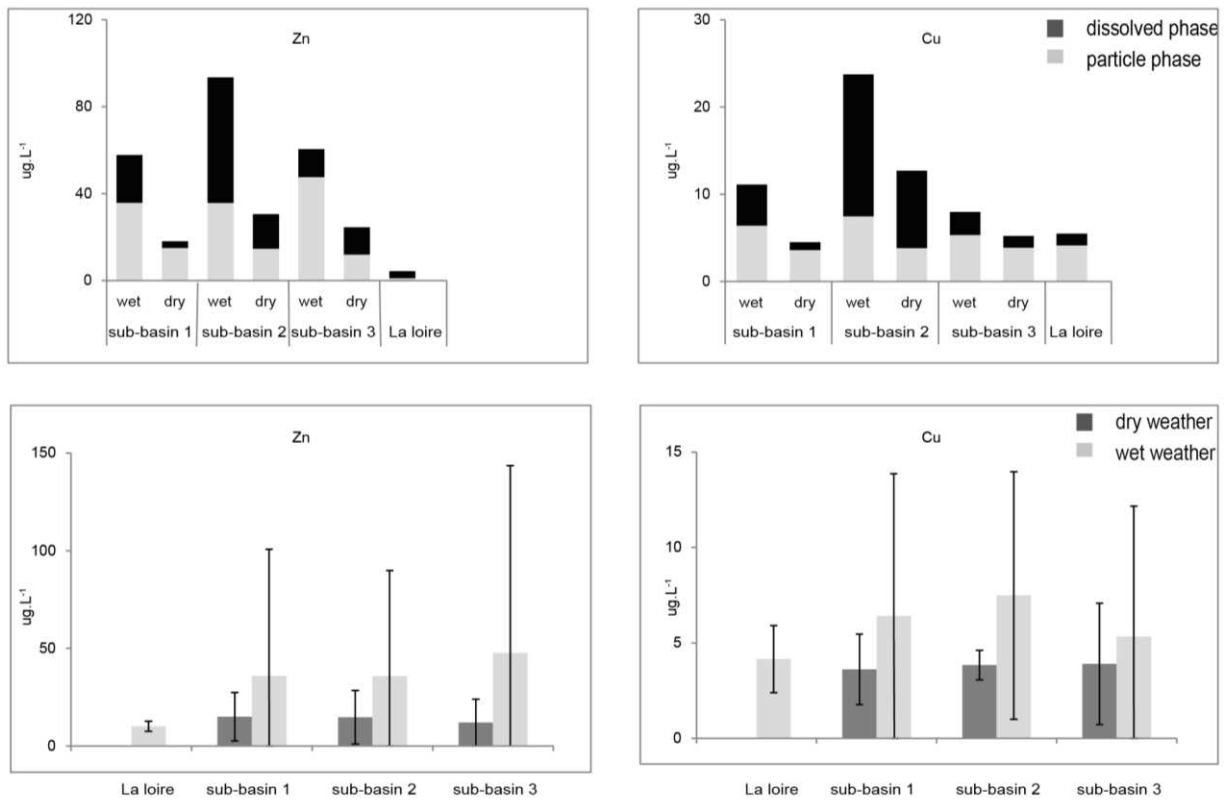 Zn
120
80
40
0
ug.L⁻¹
wet dry wet dry wet dry
sub-basin 1 sub-basin 2 sub-basin 3 La loire
Cu
dissolved phase
particle phase
30
20
10
0
ug.L⁻¹
wet dry wet dry wet dry
sub-basin 1 sub-basin 2 sub-basin 3 La loire
Zn
150
100
50
0
ug.L⁻¹
La loire sub-basin 1 sub-basin 2 sub-basin 3
Cu
dry weather
wet weather
15
10
5
0
ug.L⁻¹
La loire sub-basin 1 sub-basin 2 sub-basin 3